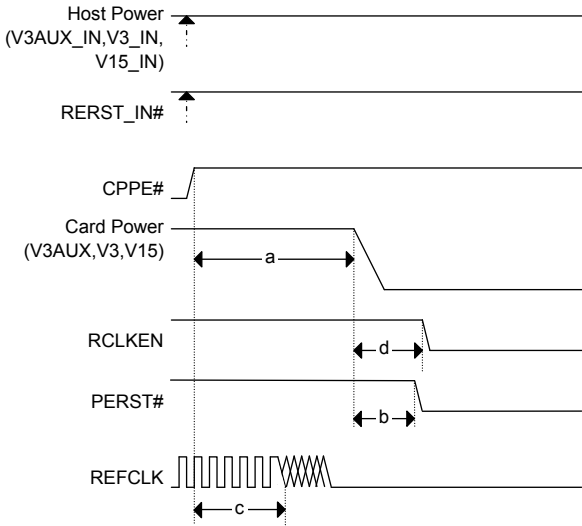 Host Power
(V3AUX_IN,V3_IN,
V15_IN)
RERST_IN#
CPPE#
Card Power
(V3AUX,V3,V15)
a
RCLKEN
d
PERST#
b
REFCLK
c